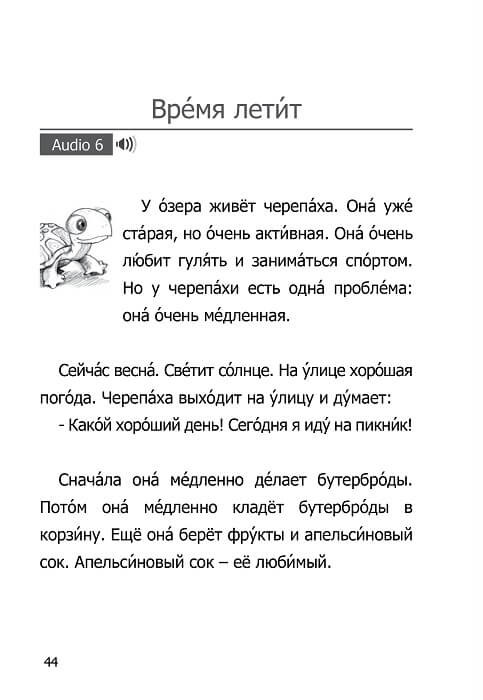 Вре́мя лети́т
Audio 6
У о́зера живёт черепа́ха. Она́ уже́
ста́рая, но о́чень акти́вная. Она́ о́чень
лю́бит гуля́ть и занима́ться спо́ртом.
Но у черепа́хи есть одна́ пробле́ма:
она́ о́чень ме́дленная.
Сейча́с весна́. Све́тит со́лнце. На у́лице хоро́шая
пого́да. Черепа́ха выхо́дит на у́лицу и ду́мает:
- Како́й хоро́ший день! Сего́дня я иду́ на пикни́к!
Снача́ла она́ ме́дленно де́лает бутербро́ды.
Пото́м она́ ме́дленно кладёт бутербро́ды в
корзи́ну. Ещё она́ берёт фру́кты и апельси́новый
сок. Апельси́новый сок – её люби́мый.
44